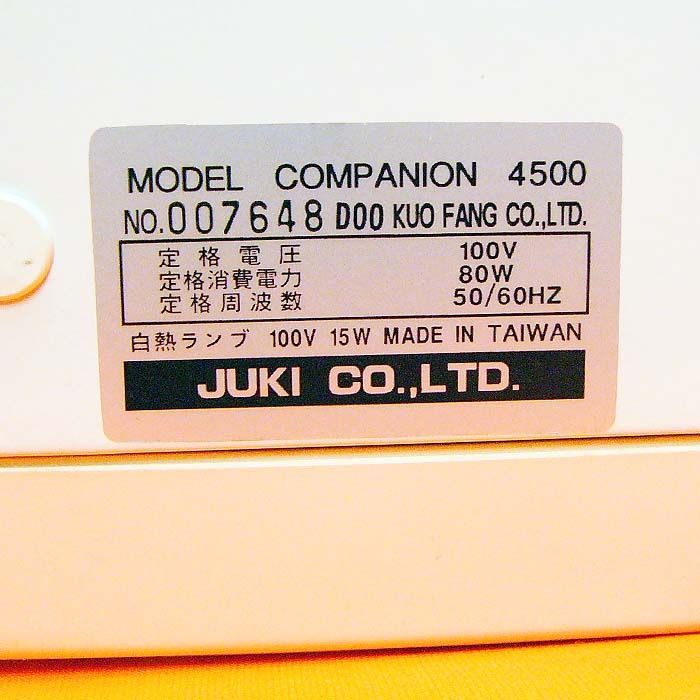 MODEL COMPANION 4500
NO.007648 D00 KUO FANG CO.,LTD.
定格電圧 100V
定格消費電力 80W
定格周波数 50/60HZ
白熱ランプ 100V 15W MADE IN TAIWAN
JUKI CO.,LTD.